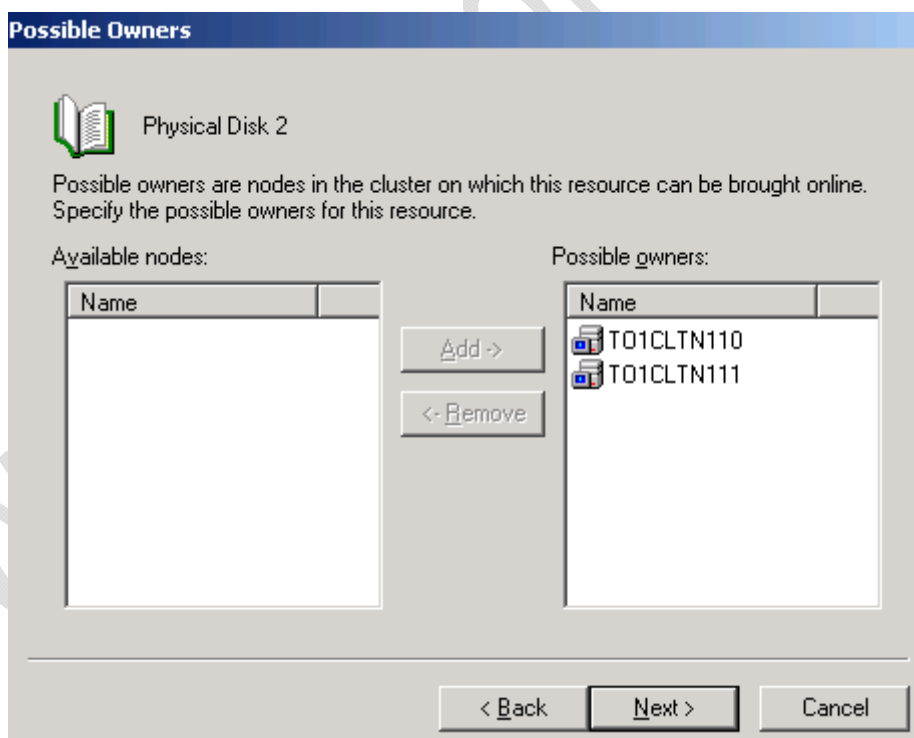 Possible Owners
Physical Disk 2
Possible owners are nodes in the cluster on which this resource can be brought online.
Specify the possible owners for this resource.
Available nodes:
Possible owners:
Name
Name
Add ->
<- Remove
TO1CLTN110
TO1CLTN111
< Back
Next >
Cancel